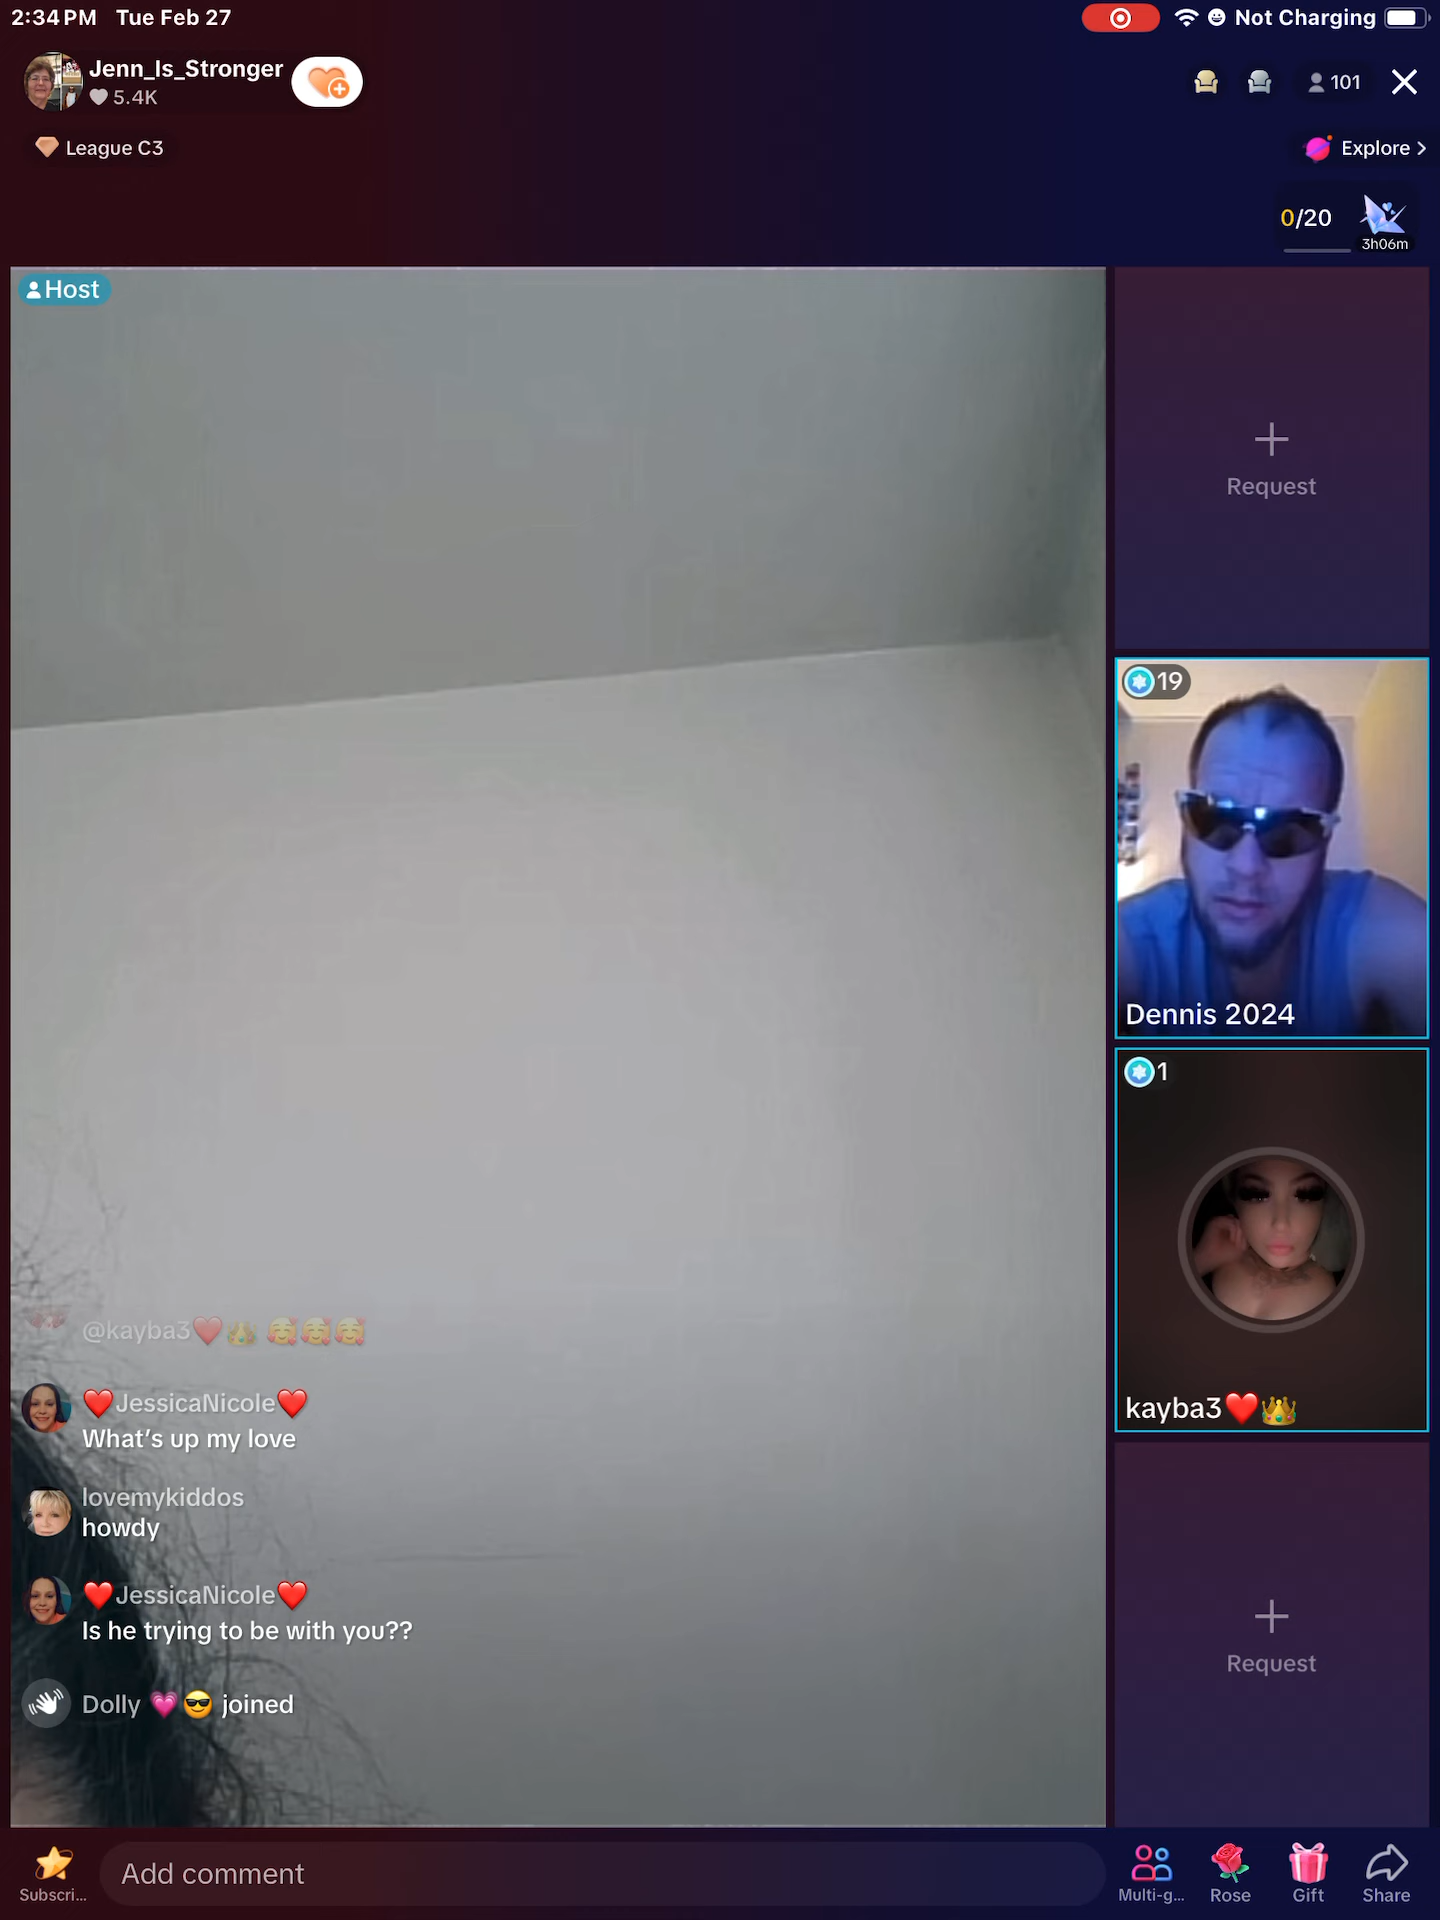 2:34 PM Tue Feb 27
Not Charging
Jenn_Is_Stronger
5.4K
101
League C3
Explore >
0/20
3h06m
Host
+
Request
19
Dennis 2024
1
kayba3❤️👑
+
Request
@kayba3❤️👑 🥰🥰🥰
❤️JessicaNicole❤️
What's up my love
lovemykiddos
howdy
❤️JessicaNicole❤️
Is he trying to be with you??
Dolly 💗😎 joined
Subscri...
Add comment
Multi-g...
Rose
Gift
Share